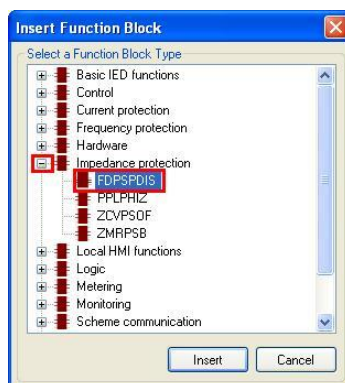 Insert Function Block
Select a Function Block Type
Basic IED functions
Control
Current protection
Frequency protection
Hardware
Impedance protection
FDPSPDIS
PPLPHIZ
ZCVPSOF
ZMRPSB
Local HMI functions
Logic
Metering
Monitoring
Scheme communication
Insert
Cancel